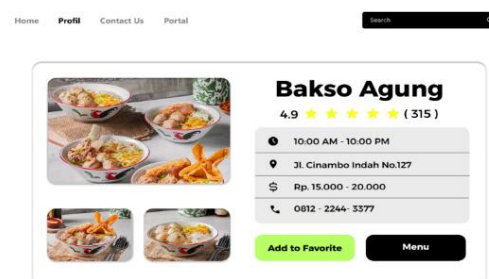 Home Profil Contact Us Portal Search
Bakso Agung
4.9 ( 315 )
10:00 AM - 10:00 PM
Jl. Cinambo Indah No.127
Rp. 15.000 - 20.000
0812 - 2244- 3377
Add to Favorite Menu